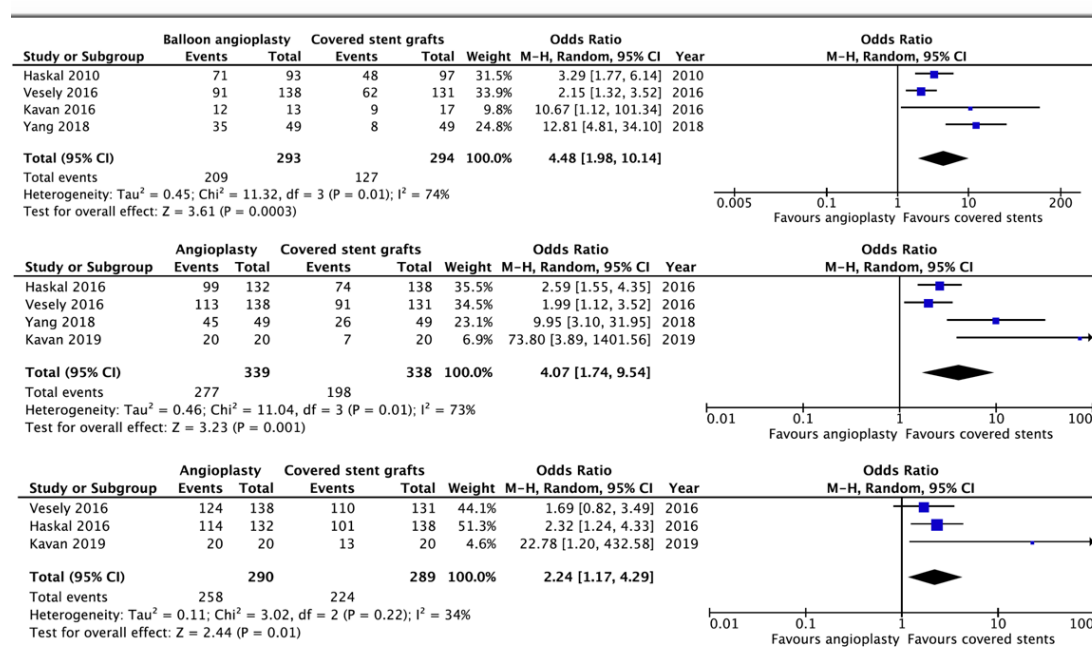 Balloon angioplasty Covered stent grafts Odds Ratio Odds Ratio
Study or Subgroup Events Total Events Total Weight M-H, Random, 95% CI Year M-H, Random, 95% CI
Haskal 2010 71 93 48 97 31.5% 3.29 [1.77, 6.14] 2010
Vesely 2016 91 138 62 131 33.9% 2.15 [1.32, 3.52] 2016
Kavan 2016 12 13 9 17 9.8% 10.67 [1.12, 101.34] 2016
Yang 2018 35 49 8 49 24.8% 12.81 [4.81, 34.10] 2018
Total (95% CI) 293 294 100.0% 4.48 [1.98, 10.14]
Total events 209 127
Heterogeneity: Tau² = 0.45; Chi² = 11.32, df = 3 (P = 0.01); I² = 74%
Test for overall effect: Z = 3.61 (P = 0.0003)
0.005 0.1 1 10 200
Favours angioplasty Favours covered stents
Angioplasty Covered stent grafts Odds Ratio Odds Ratio
Study or Subgroup Events Total Events Total Weight M-H, Random, 95% CI Year M-H, Random, 95% CI
Haskal 2016 99 132 74 138 35.5% 2.59 [1.55, 4.35] 2016
Vesely 2016 113 138 91 131 34.5% 1.99 [1.12, 3.52] 2016
Yang 2018 45 49 26 49 23.1% 9.95 [3.10, 31.95] 2018
Kavan 2019 20 20 7 20 6.9% 73.80 [3.89, 1401.56] 2019
Total (95% CI) 339 338 100.0% 4.07 [1.74, 9.54]
Total events 277 198
Heterogeneity: Tau² = 0.46; Chi² = 11.04, df = 3 (P = 0.01); I² = 73%
Test for overall effect: Z = 3.23 (P = 0.001)
0.01 0.1 1 10 100
Favours angioplasty Favours covered stents
Angioplasty Covered stent grafts Odds Ratio Odds Ratio
Study or Subgroup Events Total Events Total Weight M-H, Random, 95% CI Year M-H, Random, 95% CI
Vesely 2016 124 138 110 131 44.1% 1.69 [0.82, 3.49] 2016
Haskal 2016 114 132 101 138 51.3% 2.32 [1.24, 4.33] 2016
Kavan 2019 20 20 13 20 4.6% 22.78 [1.20, 432.58] 2019
Total (95% CI) 290 289 100.0% 2.24 [1.17, 4.29]
Total events 258 224
Heterogeneity: Tau² = 0.11; Chi² = 3.02, df = 2 (P = 0.22); I² = 34%
Test for overall effect: Z = 2.44 (P = 0.01)
0.01 0.1 1 10 100
Favours angioplasty Favours covered stents